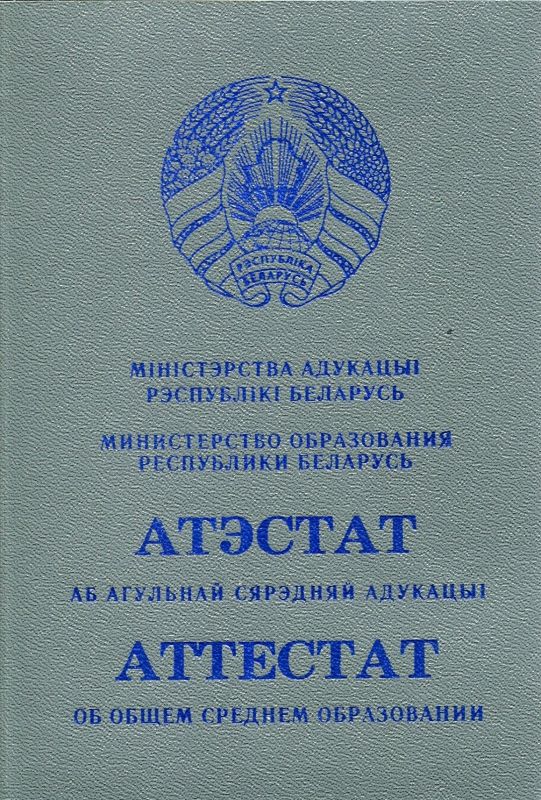 РЭСПУБЛІКА
БЕЛАРУСЬ
МІНІСТЭРСТВА АДУКАЦЫІ
РЭСПУБЛІКІ БЕЛАРУСЬ
МИНИСТЕРСТВО ОБРАЗОВАНИЯ
РЕСПУБЛИКИ БЕЛАРУСЬ
АТЭСТАТ
АБ АГУЛЬНАЙ СЯРЭДНЯЙ АДУКАЦЫІ
АТТЕСТАТ
ОБ ОБЩЕМ СРЕДНЕМ ОБРАЗОВАНИИ